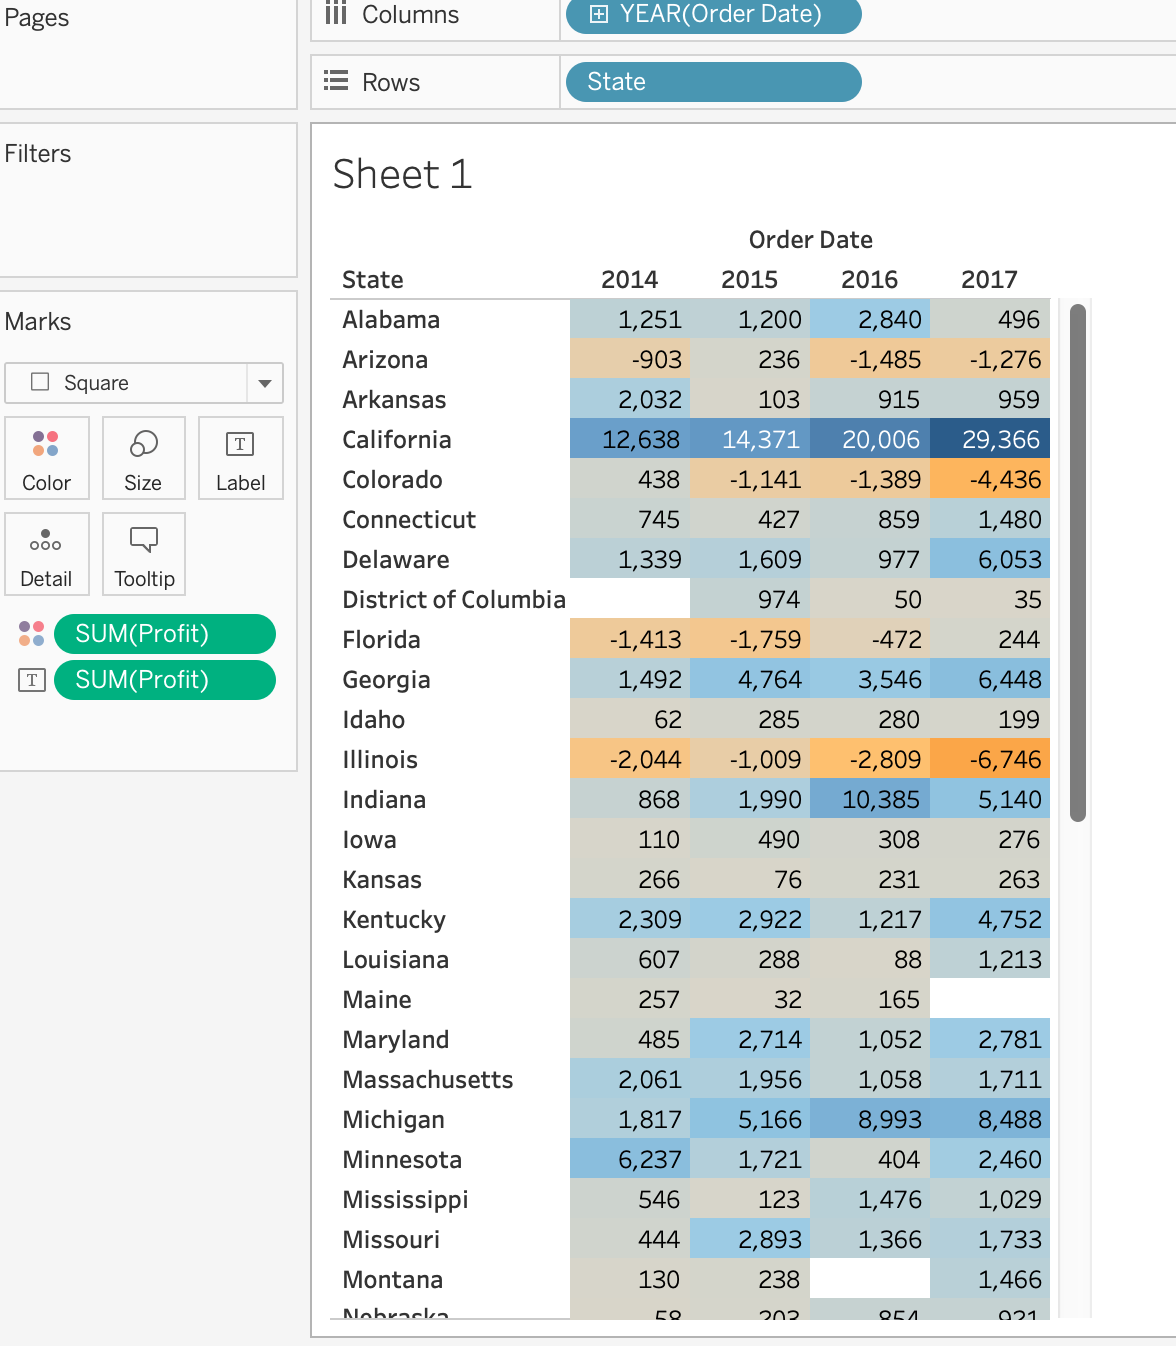 Pages
Columns
YEAR(Order Date)
Rows
State
Filters
Marks
Square
Color
Size
T
Label
Detail
Tooltip
SUM(Profit)
T
SUM(Profit)
Sheet 1
Order Date
State 2014 2015 2016 2017
Alabama 1,251 1,200 2,840 496
Arizona -903 236 -1,485 -1,276
Arkansas 2,032 103 915 959
California 12,638 14,371 20,006 29,366
Colorado 438 -1,141 -1,389 -4,436
Connecticut 745 427 859 1,480
Delaware 1,339 1,609 977 6,053
District of Columbia 974 50 35
Florida -1,413 -1,759 -472 244
Georgia 1,492 4,764 3,546 6,448
Idaho 62 285 280 199
Illinois -2,044 -1,009 -2,809 -6,746
Indiana 868 1,990 10,385 5,140
Iowa 110 490 308 276
Kansas 266 76 231 263
Kentucky 2,309 2,922 1,217 4,752
Louisiana 607 288 88 1,213
Maine 257 32 165
Maryland 485 2,714 1,052 2,781
Massachusetts 2,061 1,956 1,058 1,711
Michigan 1,817 5,166 8,993 8,488
Minnesota 6,237 1,721 404 2,460
Mississippi 546 123 1,476 1,029
Missouri 444 2,893 1,366 1,733
Montana 130 238 1,466
Nebraska 58 203 854 921